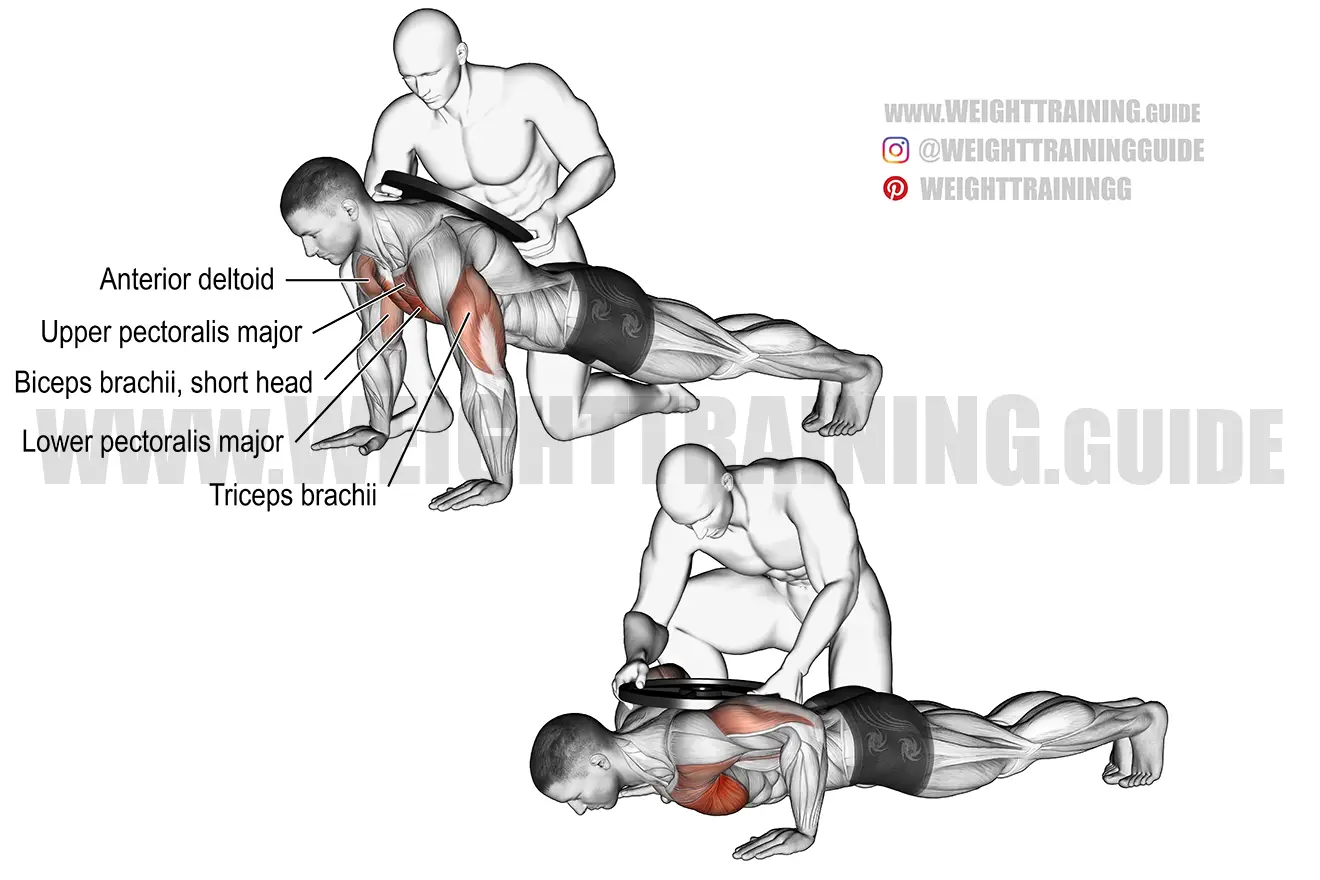 www.WEIGHTTRAINING.GUIDE
@WEIGHTTRAININGGUIDE
WEIGHTTRAININGG
Anterior deltoid
Upper pectoralis major
Biceps brachii, short head
Lower pectoralis major
Triceps brachii
www.WEIGHTTRAINING.GUIDE